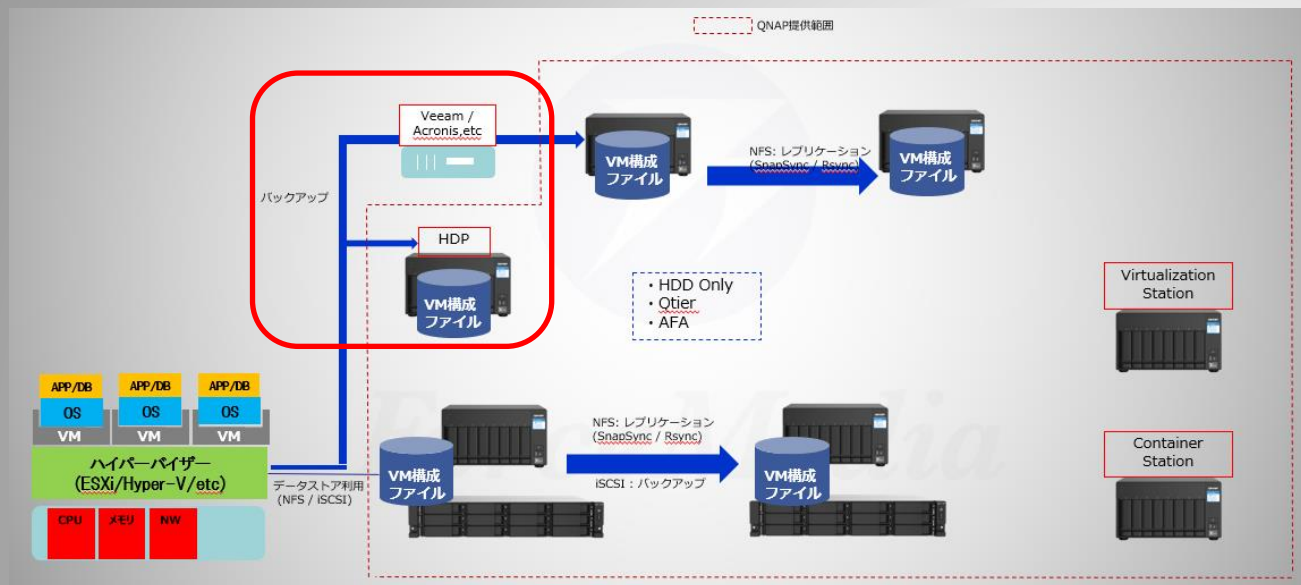 QNAP提供範囲
Veeam /
Acronis,etc
VM構成
ファイル
NFS: レプリケーション
(SnapSync / Rsync)
VM構成
ファイル
バックアップ
HDP
VM構成
ファイル
・HDD Only
・Qtier
・AFA
Virtualization
Station
APP/DB
APP/DB
APP/DB
OS
OS
OS
VM
VM
VM
ハイパーバイザー
(ESXi/Hyper-V/etc)
データストア利用
(NFS / iSCSI)
CPU
メモリ
NW
VM構成
ファイル
NFS: レプリケーション
(SnapSync / Rsync)
iSCSI：バックアップ
VM構成
ファイル
Container
Station